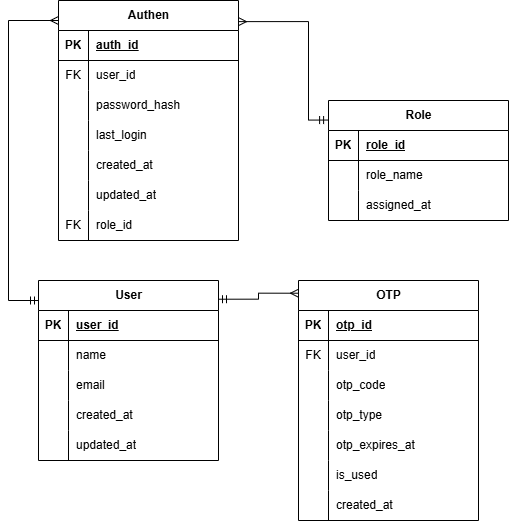 Authen
PK auth_id
FK user_id
password_hash
last_login
created_at
updated_at
FK role_id
Role
PK role_id
role_name
assigned_at
User
PK user_id
name
email
created_at
updated_at
OTP
PK otp_id
FK user_id
otp_code
otp_type
otp_expires_at
is_used
created_at